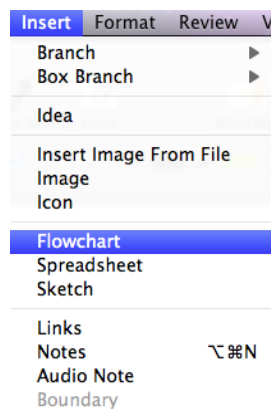 Insert Format Review
Branch ▶
Box Branch ▶
Idea
Insert Image From File
Image
Icon
Flowchart
Spreadsheet
Sketch
Links
Notes ⌥⌘N
Audio Note
Boundary